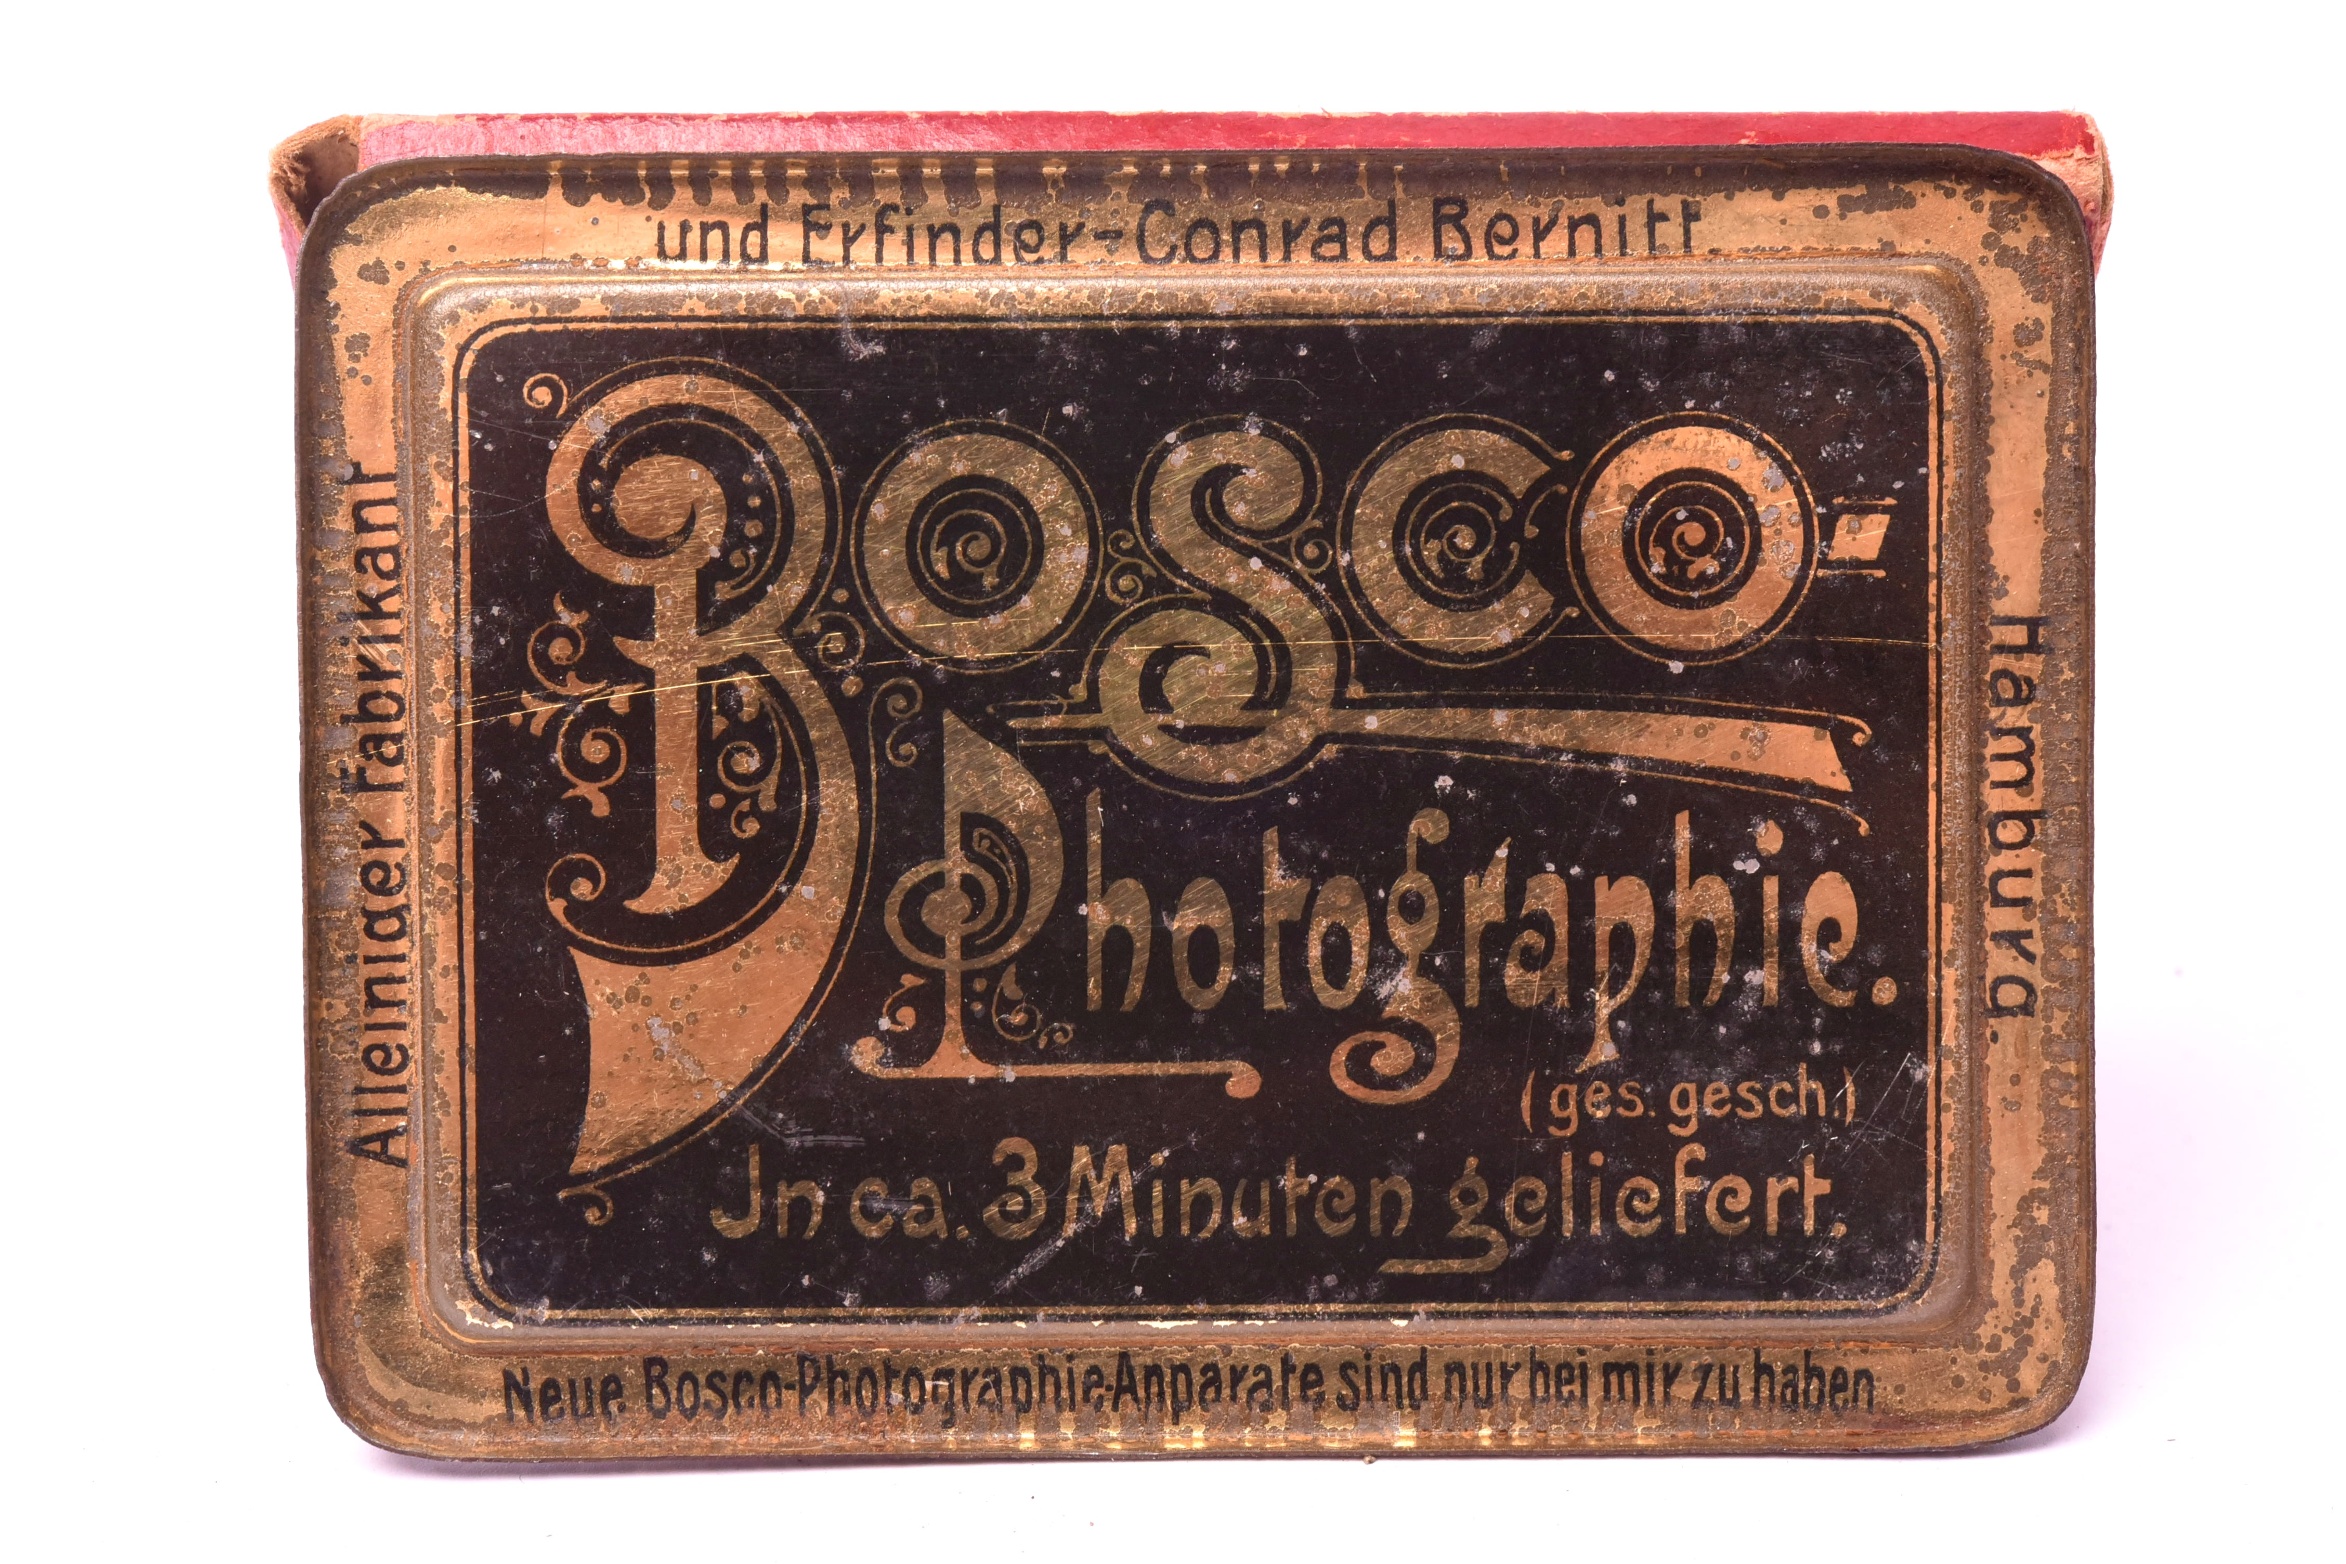 Alleiniger Fabrikant
und Erfinder-Conrad Bernitt.
Hamburg.
Bosco=
Photographie.
(ges. gesch.)
Jn ca. 3 Minuten geliefert.
Neue Bosco-Photographie-Apparate sind nur bei mir zu haben